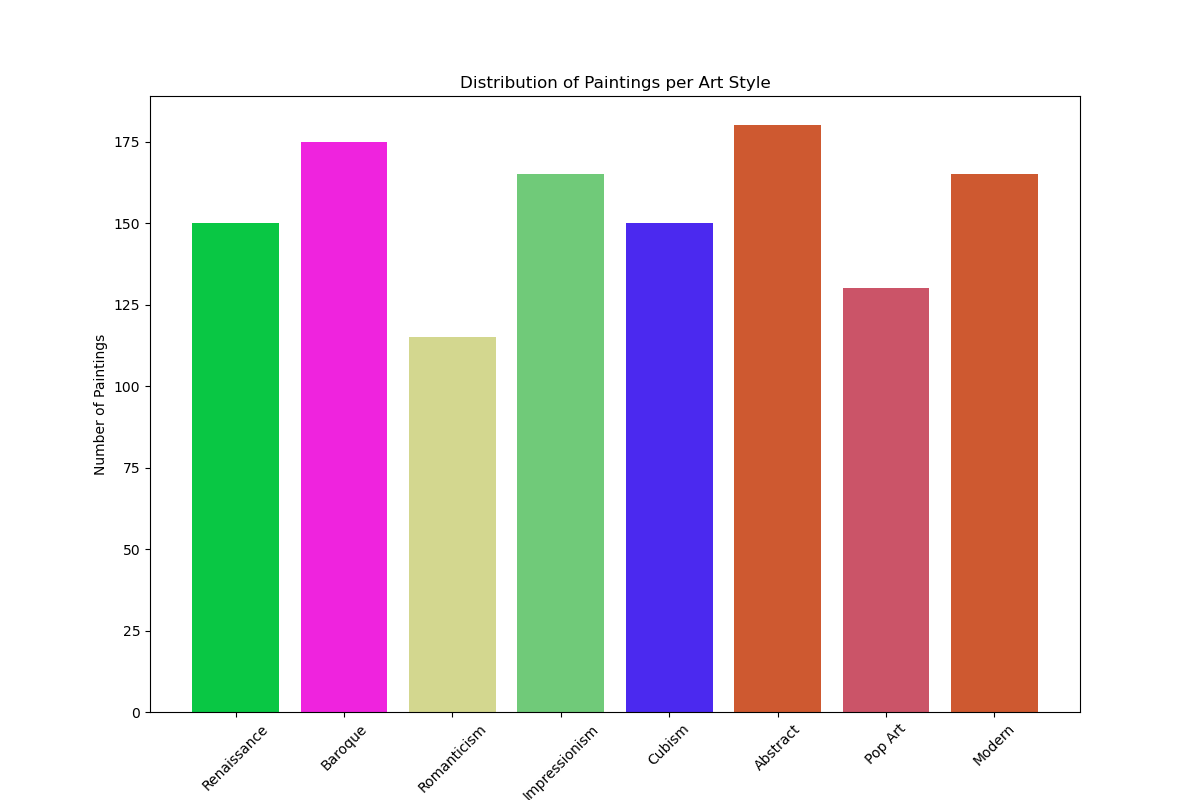 Distribution of Paintings per Art Style
Number of Paintings
175
150
125
100
75
50
25
0
Renaissance
Baroque
Romanticism
Impressionism
Cubism
Abstract
Pop Art
Modern